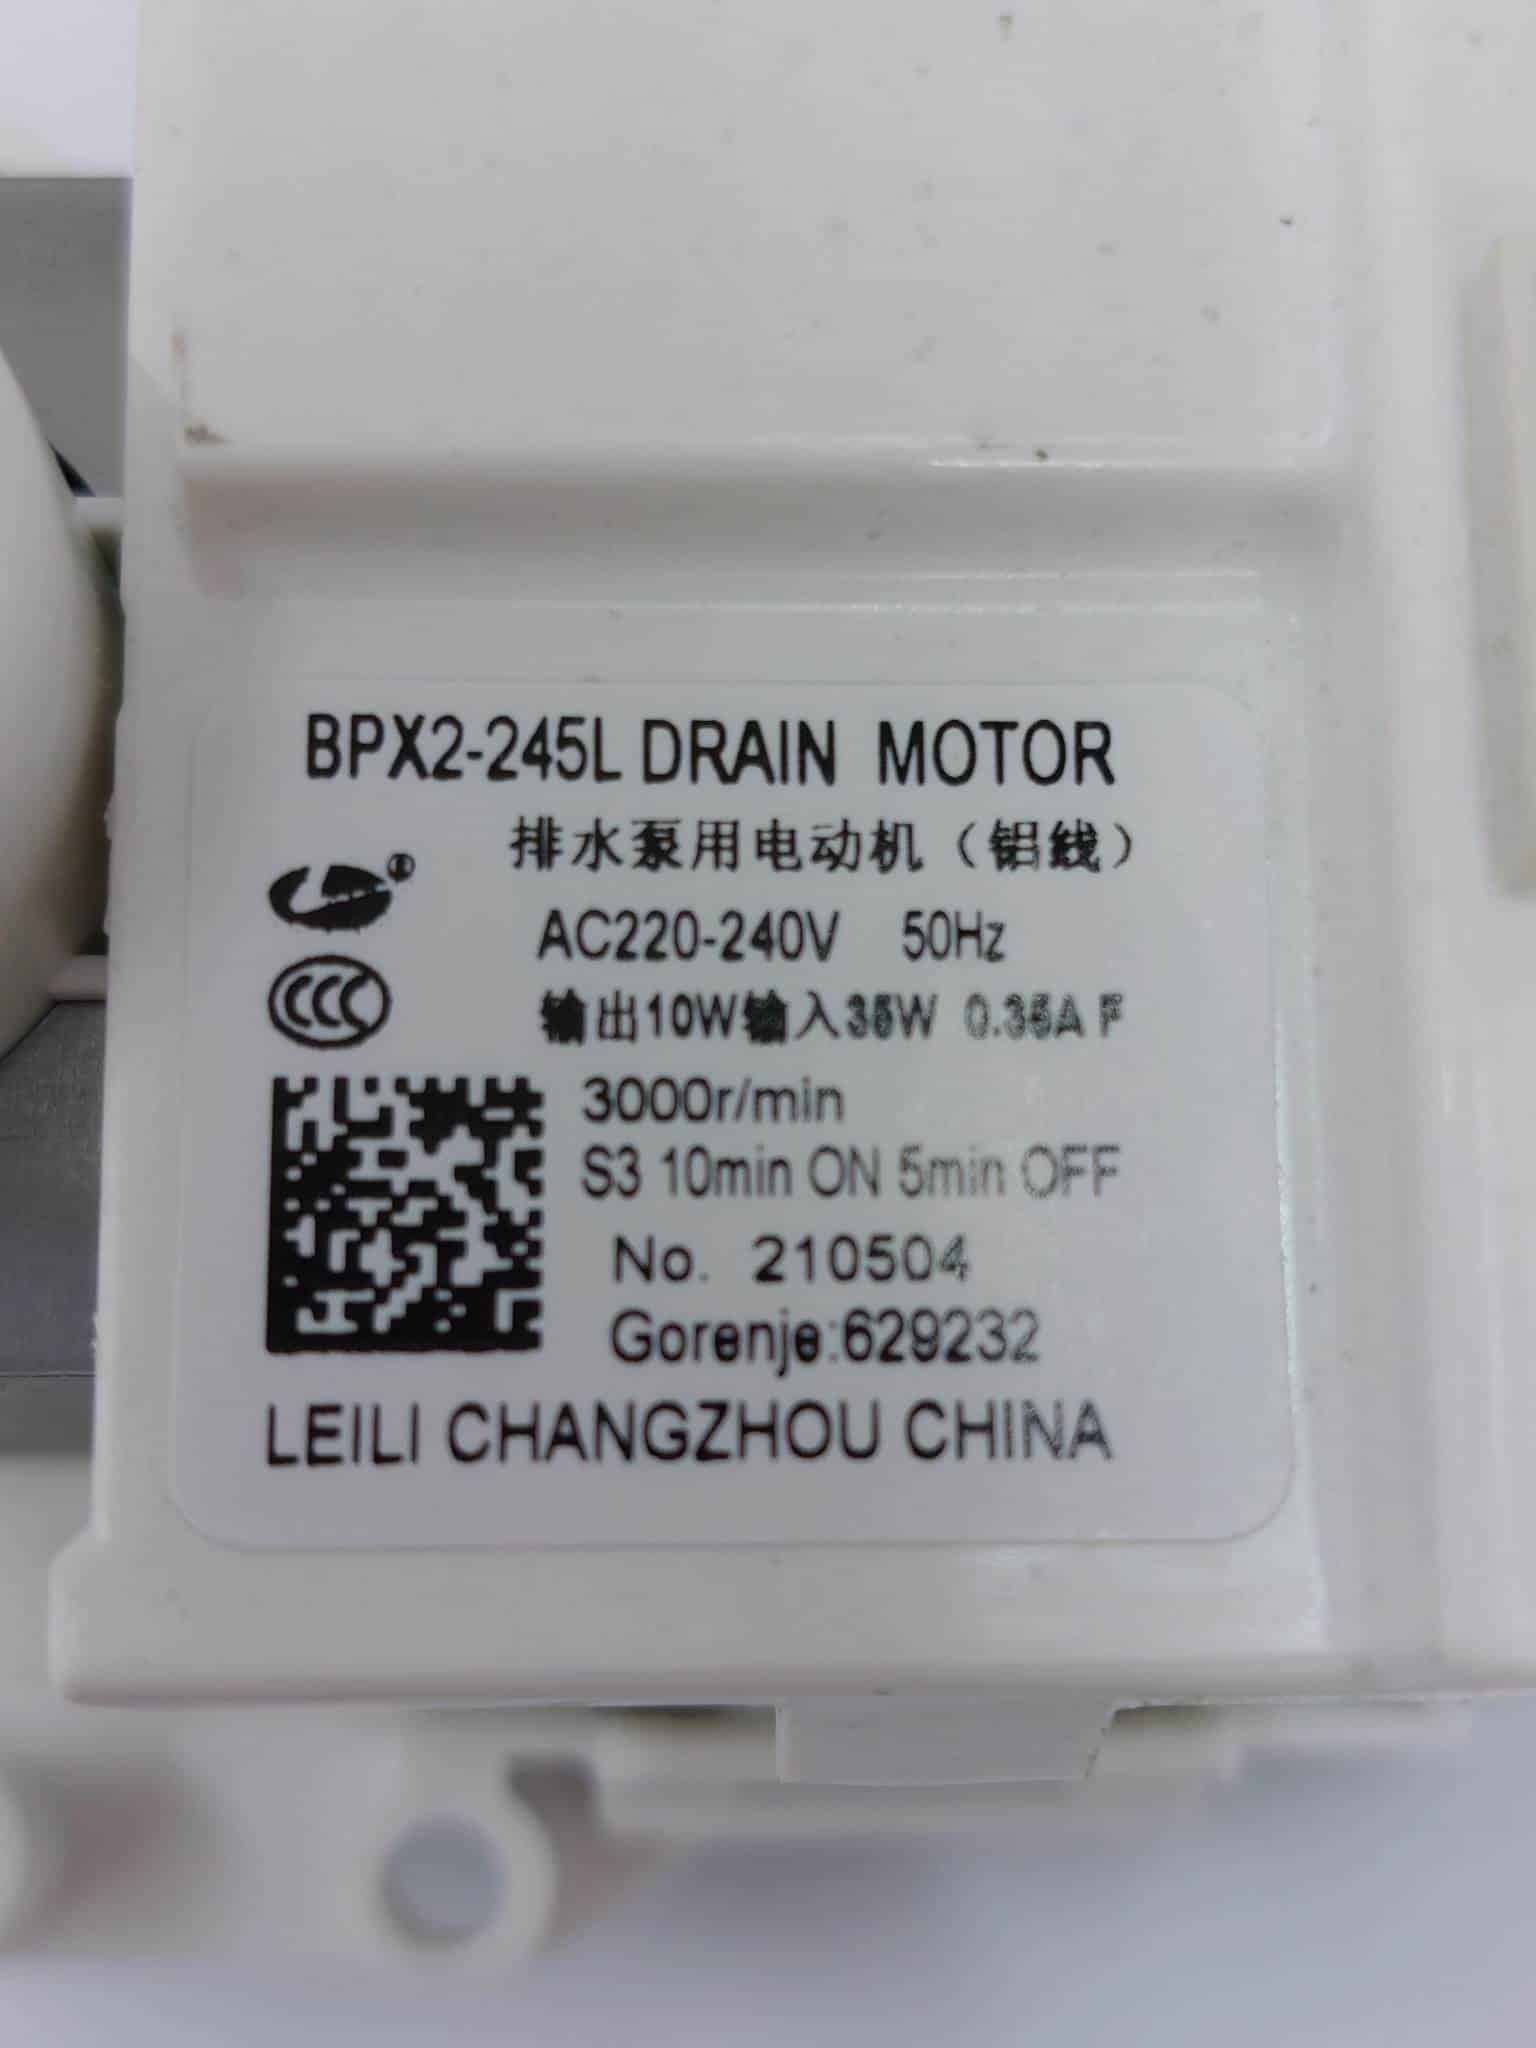 BPX2-245L DRAIN MOTOR
排水泵用电动机（铝线）
®
AC220-240V 50Hz
CCC
输出10W输入35W 0.35A F
3000r/min
S3 10min ON 5min OFF
No. 210504
Gorenje:629232
LEILI CHANGZHOU CHINA